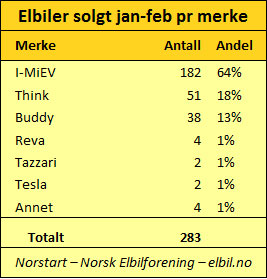 Elbiler solgt jan-feb pr merke
Merke Antall Andel
I-MiEV 182 64%
Think 51 18%
Buddy 38 13%
Reva 4 1%
Tazzari 2 1%
Tesla 2 1%
Annet 4 1%
Totalt 283
Norstart – Norsk Elbilforening – elbil.no